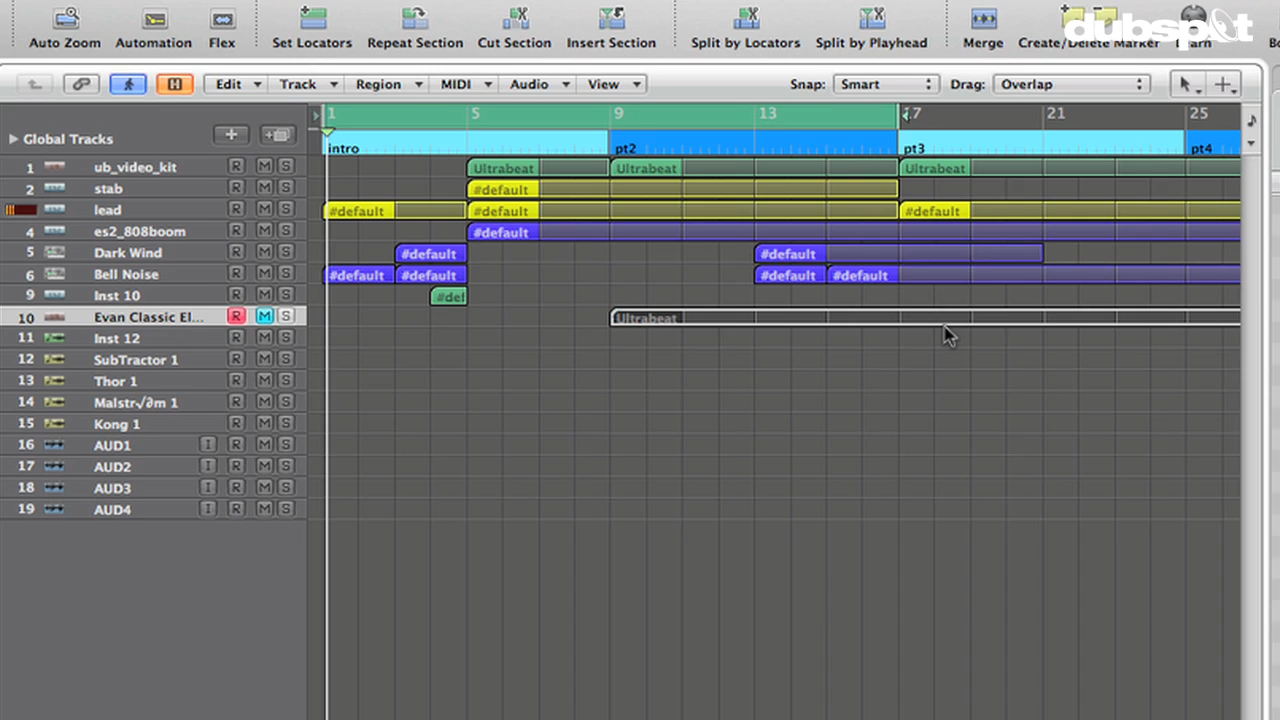 Auto Zoom Automation Flex Set Locators Repeat Section Cut Section Insert Section Split by Locators Split by Playhead Merge Create/Delete Marker
dubspot
Edit Track Region MIDI Audio View Snap: Smart Drag: Overlap
1 5 9 13 17 21 25
Global Tracks
intro pt2 pt3 pt4
1 ub_video_kit R M S Ultrabeat Ultrabeat Ultrabeat
2 stab R M S #default
lead R M S #default #default #default
4 es2_808boom R M S #default
5 Dark Wind R M S #default #default
6 Bell Noise R M S #default #default #default #default
9 Inst 10 R M S #def
10 Evan Classic El... R M S Ultrabeat
11 Inst 12 R M S
12 SubTractor 1 R M S
13 Thor 1 R M S
14 Malstr√∂m 1 R M S
15 Kong 1 R M S
16 AUD1 I R M S
17 AUD2 I R M S
18 AUD3 I R M S
19 AUD4 I R M S